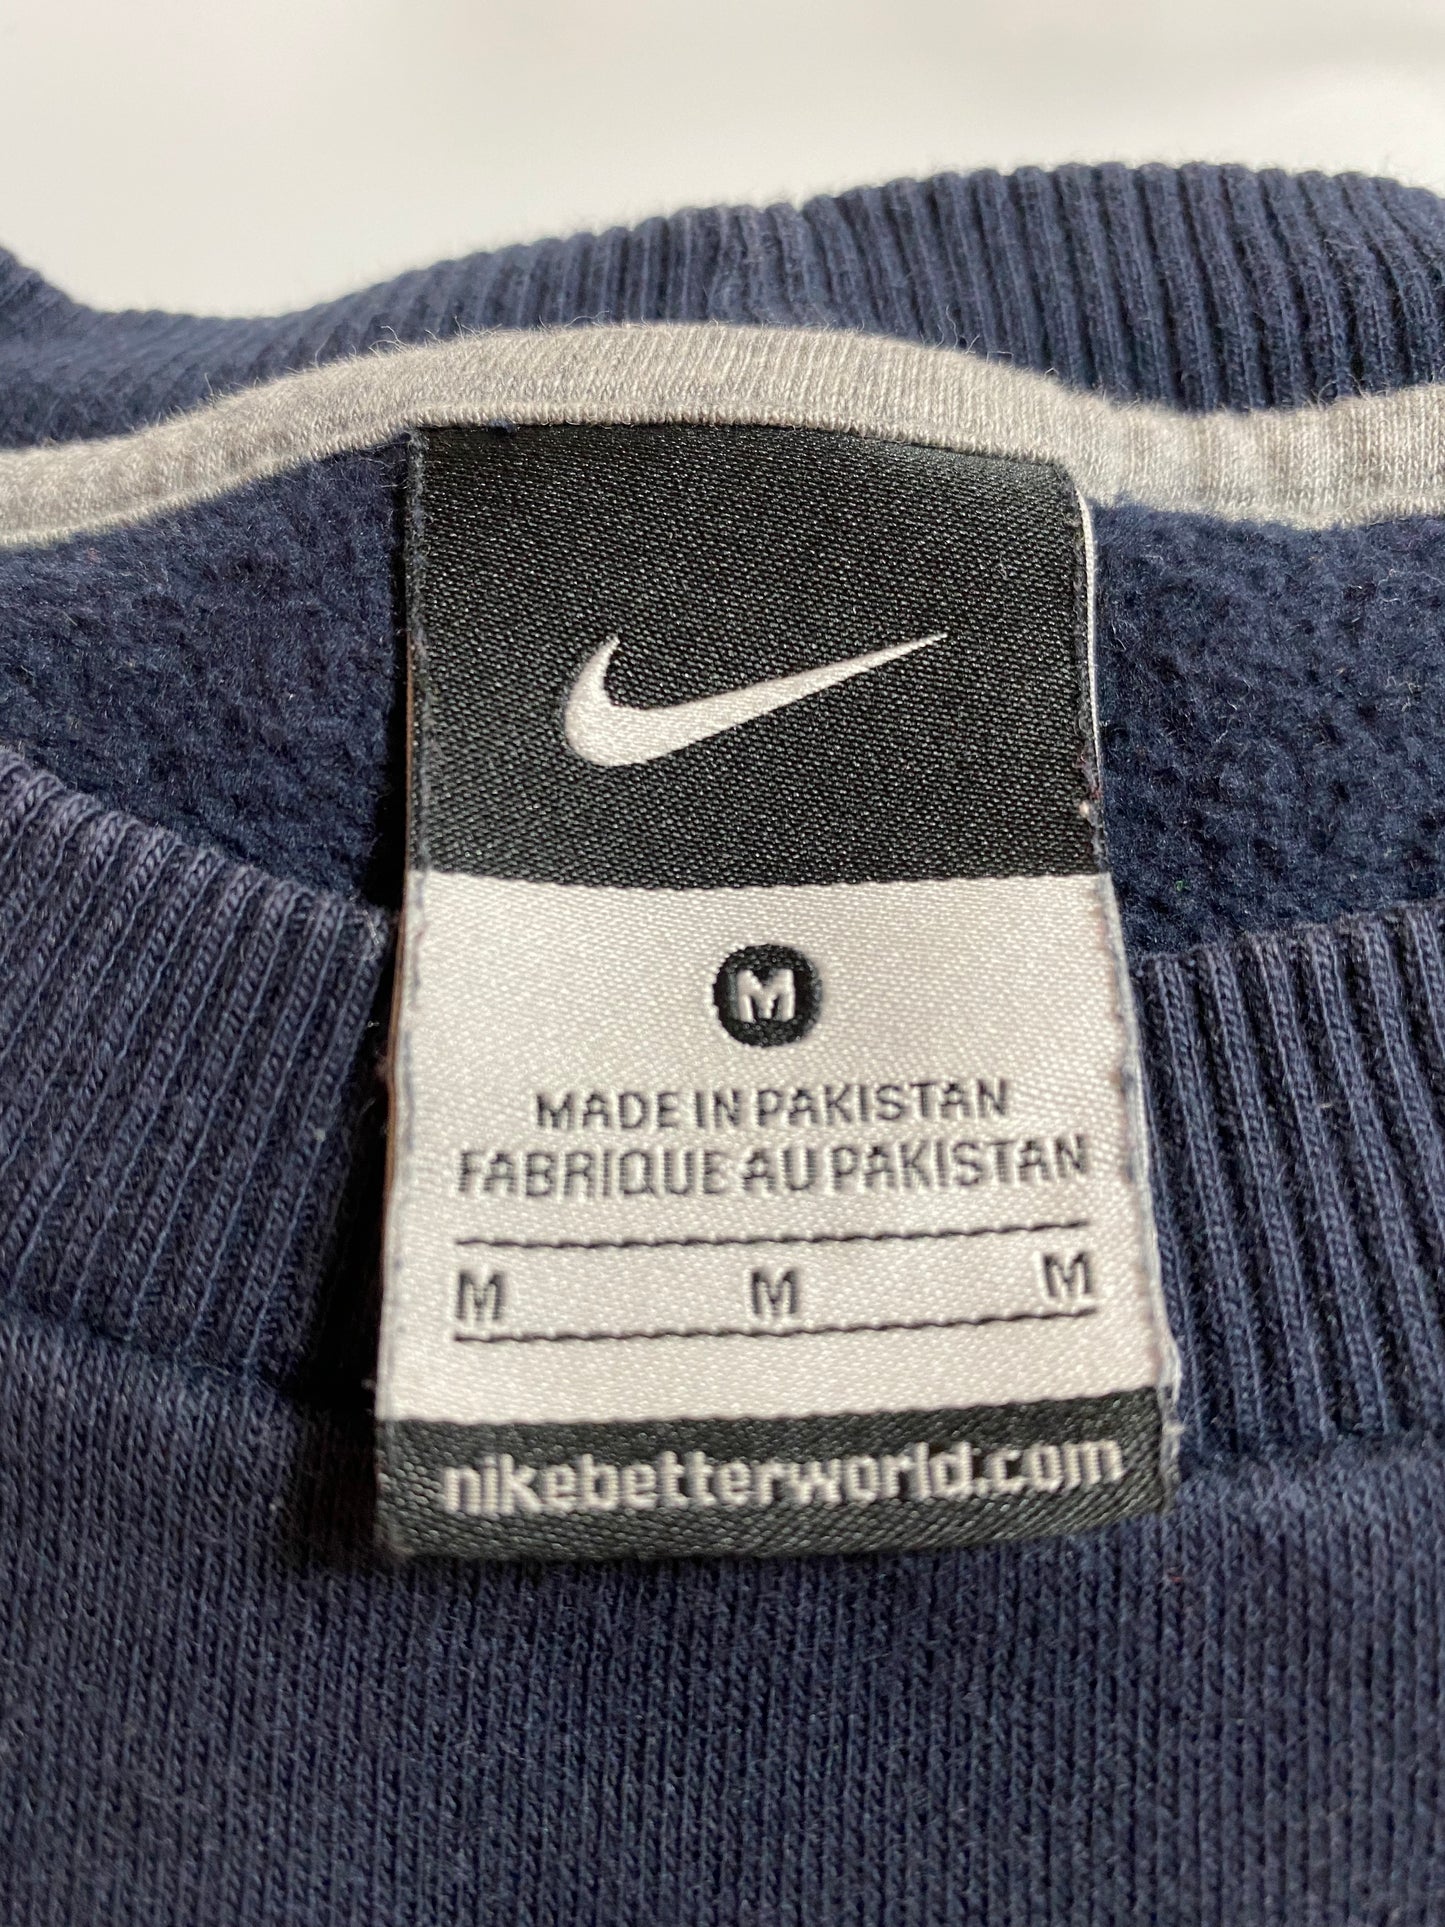 M
MADE IN PAKISTAN
FABRIQUE AU PAKISTAN
M M M
nikebetterworld.com